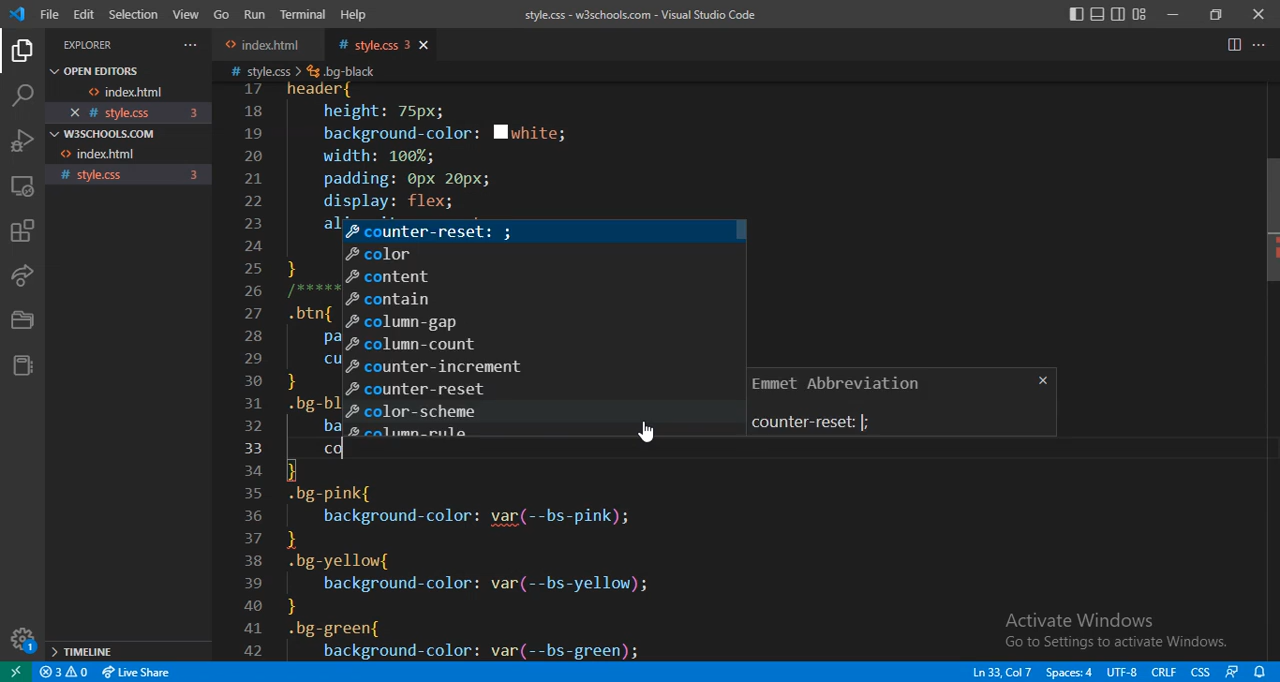 File Edit Selection View Go Run Terminal Help style.css - w3schools.com - Visual Studio Code
EXPLORER
index.html # style.css 3
OPEN EDITORS
index.html
# style.css 3
W3SCHOOLS.COM
index.html
# style.css 3
TIMELINE
# style.css > .bg-black
17 header{
18 height: 75px;
19 background-color: white;
20 width: 100%;
21 padding: 0px 20px;
22 display: flex;
23 al
24
25 }
26 /*****
27 .btn{
28 pa
29 cu
30 }
31 .bg-bl
32 ba
33 co
34 }
35 .bg-pink{
36 background-color: var(--bs-pink);
37 }
38 .bg-yellow{
39 background-color: var(--bs-yellow);
40 }
41 .bg-green{
42 background-color: var(--bs-green);
counter-reset: ;
color
content
contain
column-gap
column-count
counter-increment
counter-reset
color-scheme
column-rule
Emmet Abbreviation
counter-reset: |;
Activate Windows
Go to Settings to activate Windows.
1
3 0 Live Share Ln 33, Col 7 Spaces: 4 UTF-8 CRLF CSS